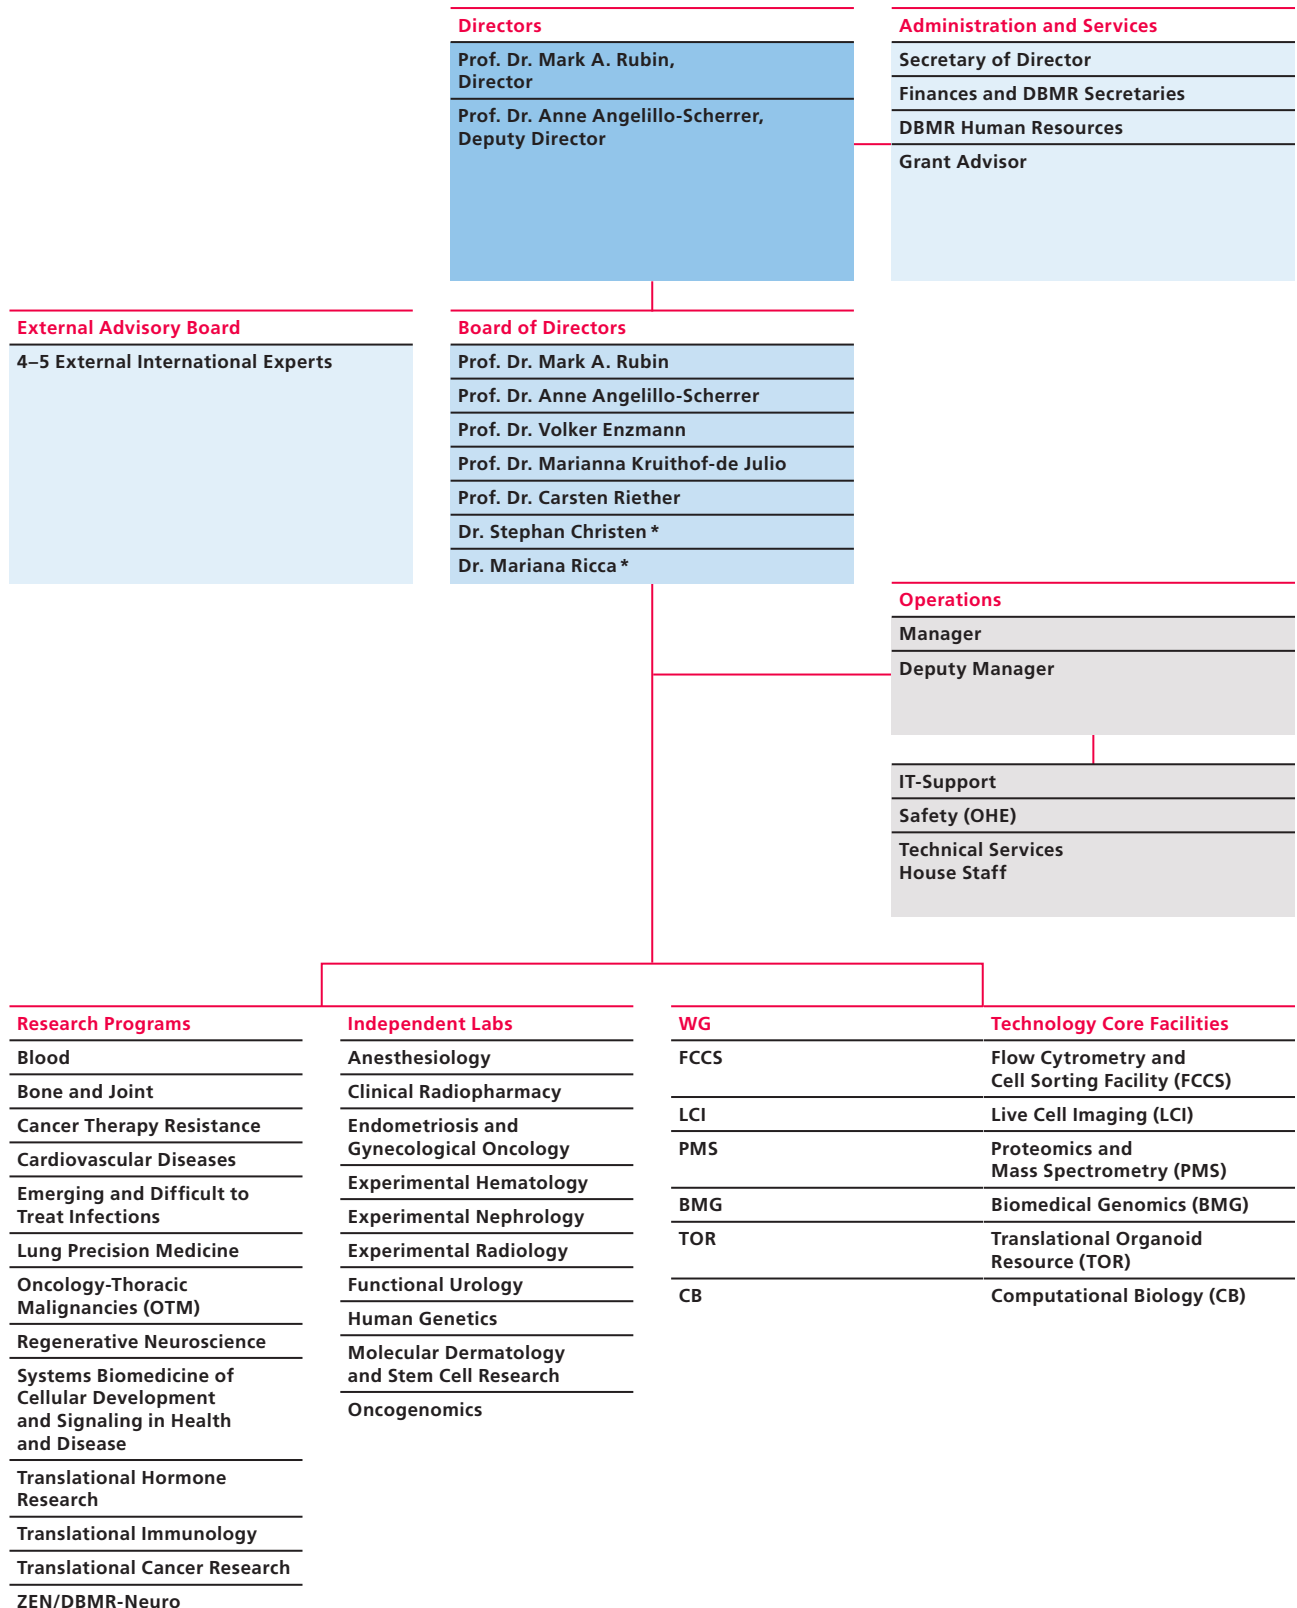 Directors
Prof. Dr. Mark A. Rubin,
Director
Prof. Dr. Anne Angelillo-Scherrer,
Deputy Director
Administration and Services
Secretary of Director
Finances and DBMR Secretaries
DBMR Human Resources
Grant Advisor
External Advisory Board
4–5 External International Experts
Board of Directors
Prof. Dr. Mark A. Rubin
Prof. Dr. Anne Angelillo-Scherrer
Prof. Dr. Volker Enzmann
Prof. Dr. Marianna Kruithof-de Julio
Prof. Dr. Carsten Riether
Dr. Stephan Christen *
Dr. Mariana Ricca *
Operations
Manager
Deputy Manager
IT-Support
Safety (OHE)
Technical Services
House Staff
Research Programs
Blood
Bone and Joint
Cancer Therapy Resistance
Cardiovascular Diseases
Emerging and Difficult to
Treat Infections
Lung Precision Medicine
Oncology-Thoracic
Malignancies (OTM)
Regenerative Neuroscience
Systems Biomedicine of
Cellular Development
and Signaling in Health
and Disease
Translational Hormone
Research
Translational Immunology
Translational Cancer Research
ZEN/DBMR-Neuro
Independent Labs
Anesthesiology
Clinical Radiopharmacy
Endometriosis and
Gynecological Oncology
Experimental Hematology
Experimental Nephrology
Experimental Radiology
Functional Urology
Human Genetics
Molecular Dermatology
and Stem Cell Research
Oncogenomics
WG
Technology Core Facilities
FCCS
Flow Cytrometry and
Cell Sorting Facility (FCCS)
LCI
Live Cell Imaging (LCI)
PMS
Proteomics and
Mass Spectrometry (PMS)
BMG
Biomedical Genomics (BMG)
TOR
Translational Organoid
Resource (TOR)
CB
Computational Biology (CB)